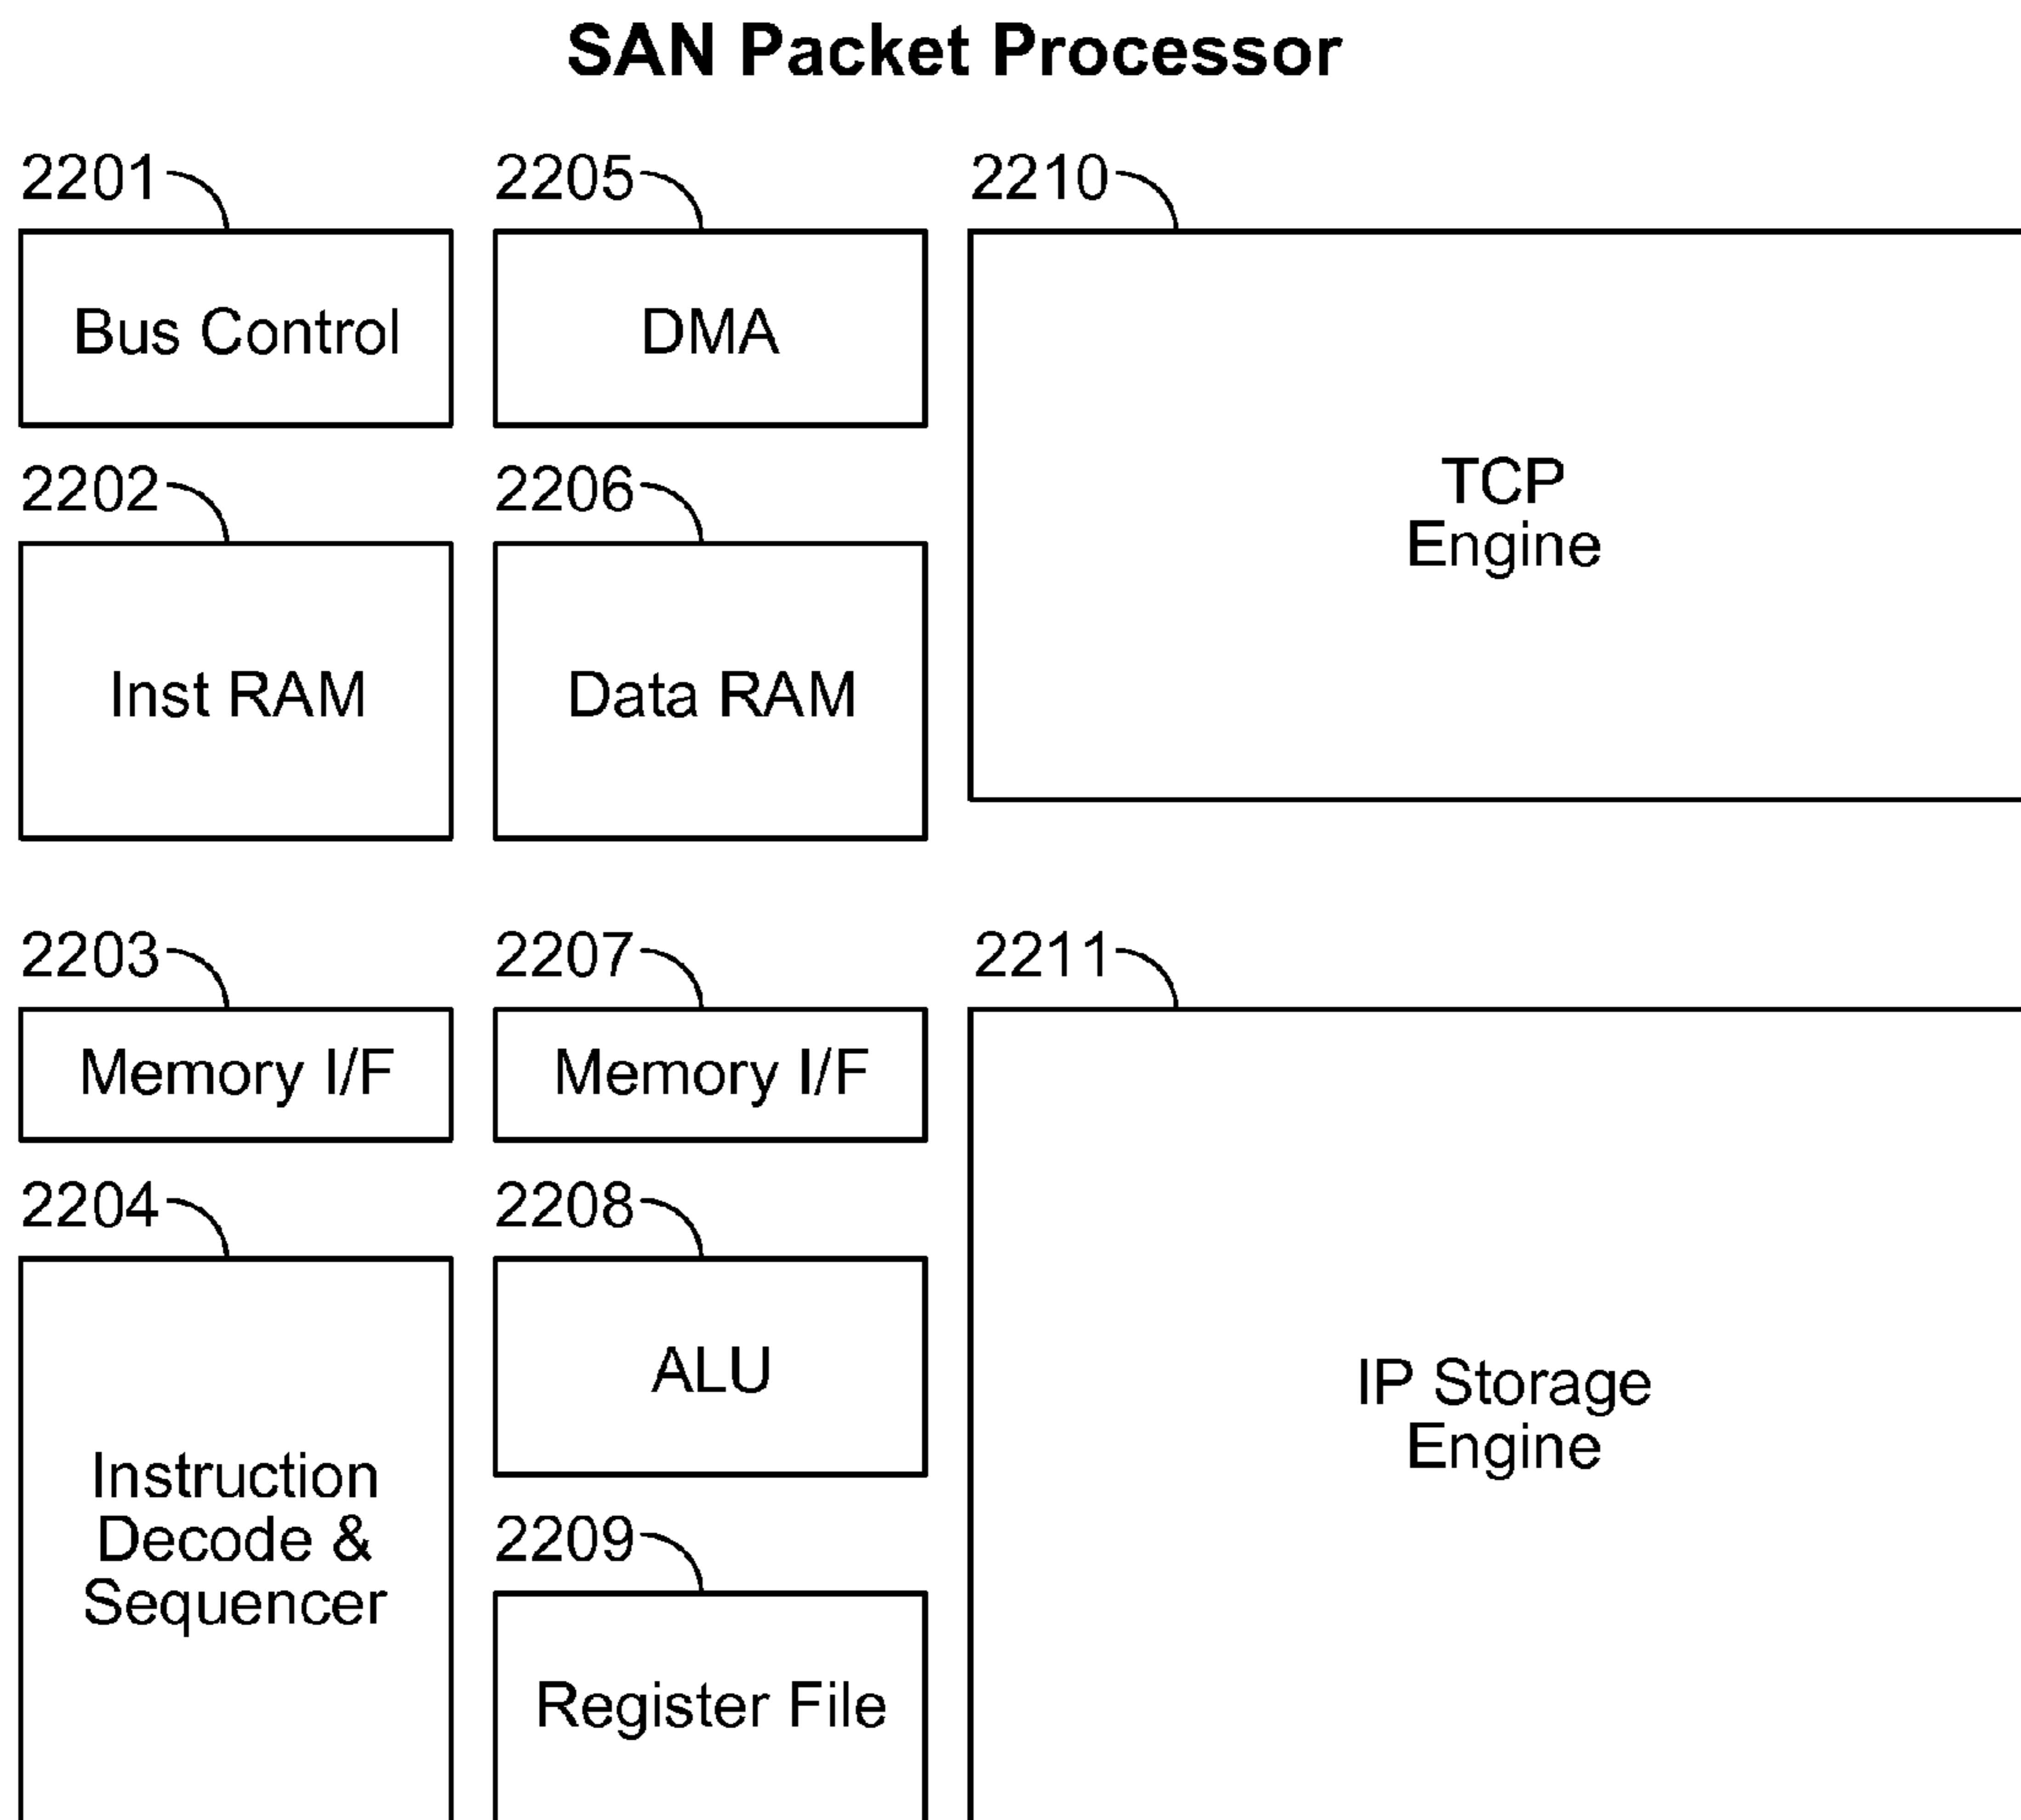 SAN Packet Processor
2201
2205
2210
Bus Control
DMA
TCP
Engine
2202
2206
Inst RAM
Data RAM
2203
2207
2211
Memory I/F
Memory I/F
IP Storage
Engine
2204
2208
Instruction
Decode &
Sequencer
ALU
2209
Register File